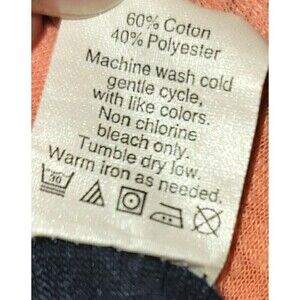 60% Coton
40% Polyester
Machine wash cold
gentle cycle,
with like colors.
Non chlorine
bleach only.
Tumble dry low.
Warm iron as needed.
30